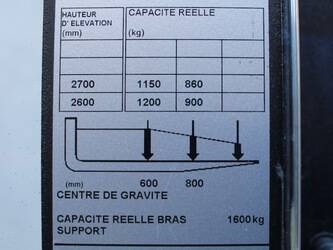 HAUTEUR CAPACITE REELLE
D' ELEVATION
(mm) (kg)
2700 1150 860
2600 1200 900
(mm) 600 800
CENTRE DE GRAVITE
CAPACITE REELLE BRAS 1600kg
SUPPORT